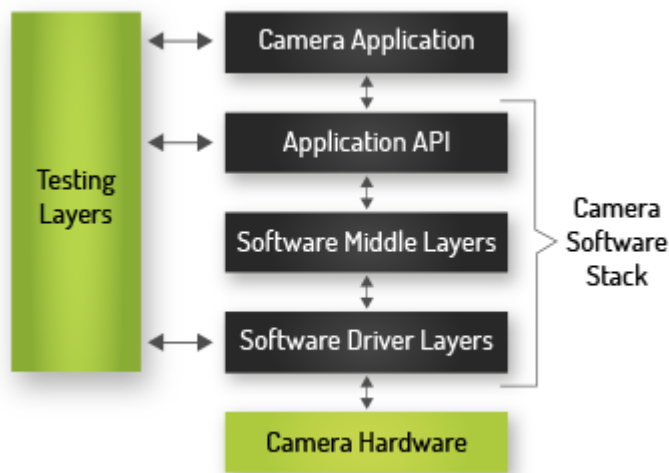 Camera Application
Application API
Testing
Layers
Software Middle Layers
Camera
Software
Stack
Software Driver Layers
Camera Hardware